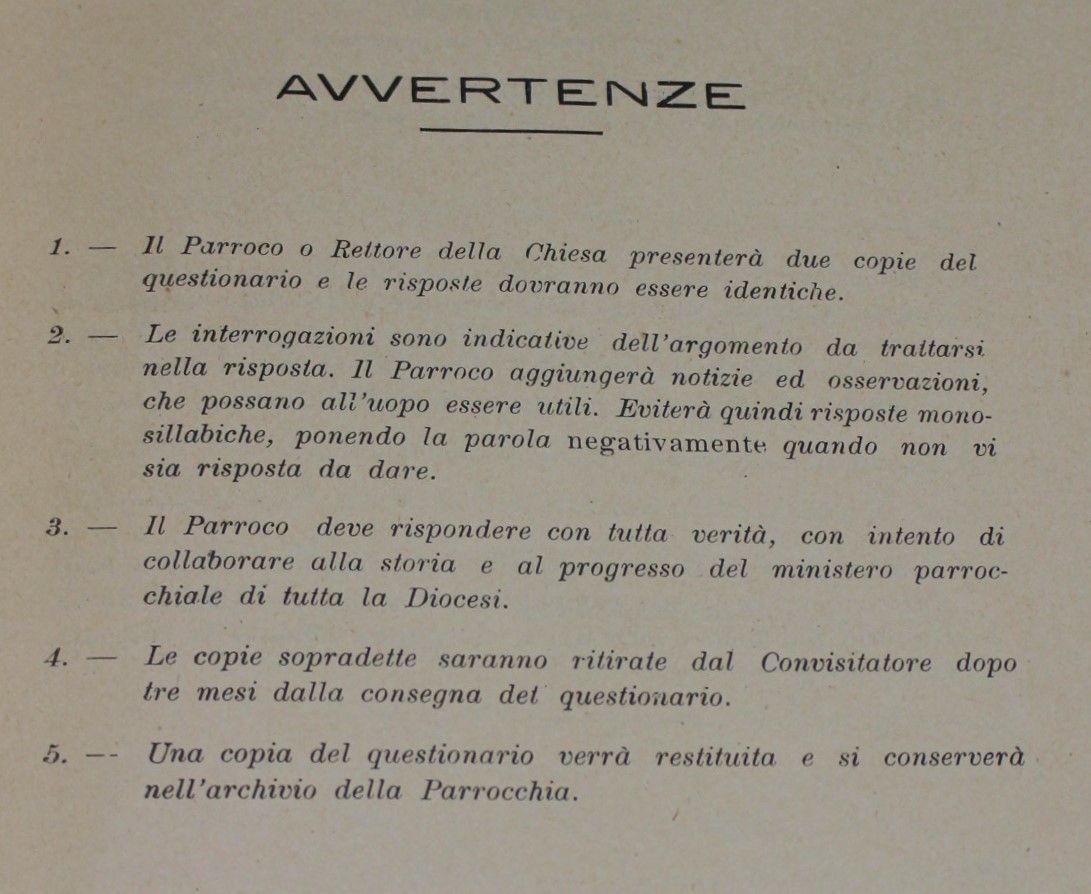 AVVERTENZE
1. — Il Parroco o Rettore della Chiesa presenterà due copie del
questionario e le risposte dovranno essere identiche.
2. — Le interrogazioni sono indicative dell'argomento da trattarsi
nella risposta. Il Parroco aggiungerà notizie ed osservazioni,
che possano all'uopo essere utili. Eviterà quindi risposte mono-
sillabiche, ponendo la parola negativamente quando non vi
sia risposta da dare.
3. — Il Parroco deve rispondere con tutta verità, con intento di
collaborare alla storia e al progresso del ministero parroc-
chiale di tutta la Diocesi.
4. — Le copie sopradette saranno ritirate dal Convisitatore dopo
tre mesi dalla consegna del questionario.
5. — Una copia del questionario verrà restituita e si conserverà
nell'archivio della Parrocchia.